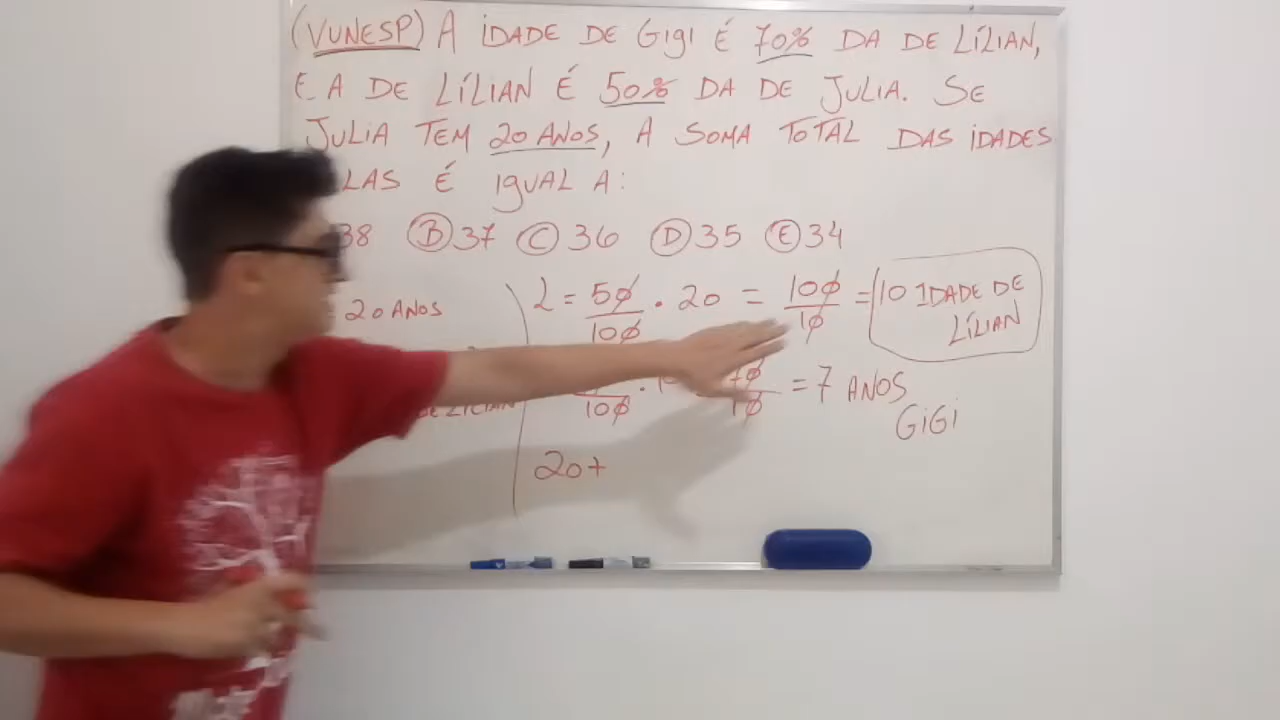 (VUNESP) A IDADE DE GIGI É 70% DA DE LÍLIAN,
E A DE LÍLIAN É 50% DA DE JULIA. SE
JULIA TEM 20 ANOS, A SOMA TOTAL DAS IDADES
LAS É IGUAL A:
38 B 37 C 36 D 35 E 34
20 ANOS
L = 50/100 . 20 = 100/10 = 10 IDADE DE
LÍLIAN
100 . 70/10 = 7 ANOS
GIGI
DE LÍLIAN
20+